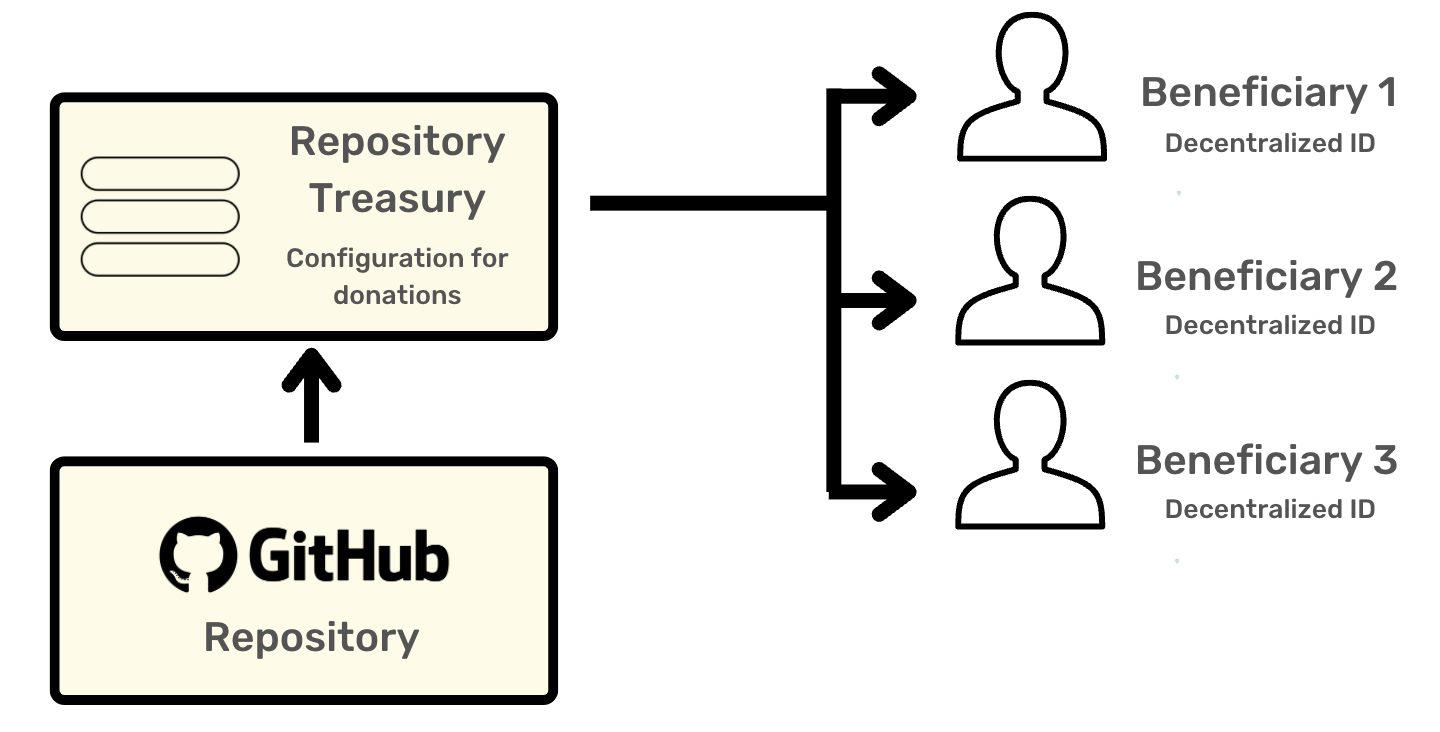 Repository
Treasury
Configuration for
donations
GitHub
Repository
Beneficiary 1
Decentralized ID
Beneficiary 2
Decentralized ID
Beneficiary 3
Decentralized ID